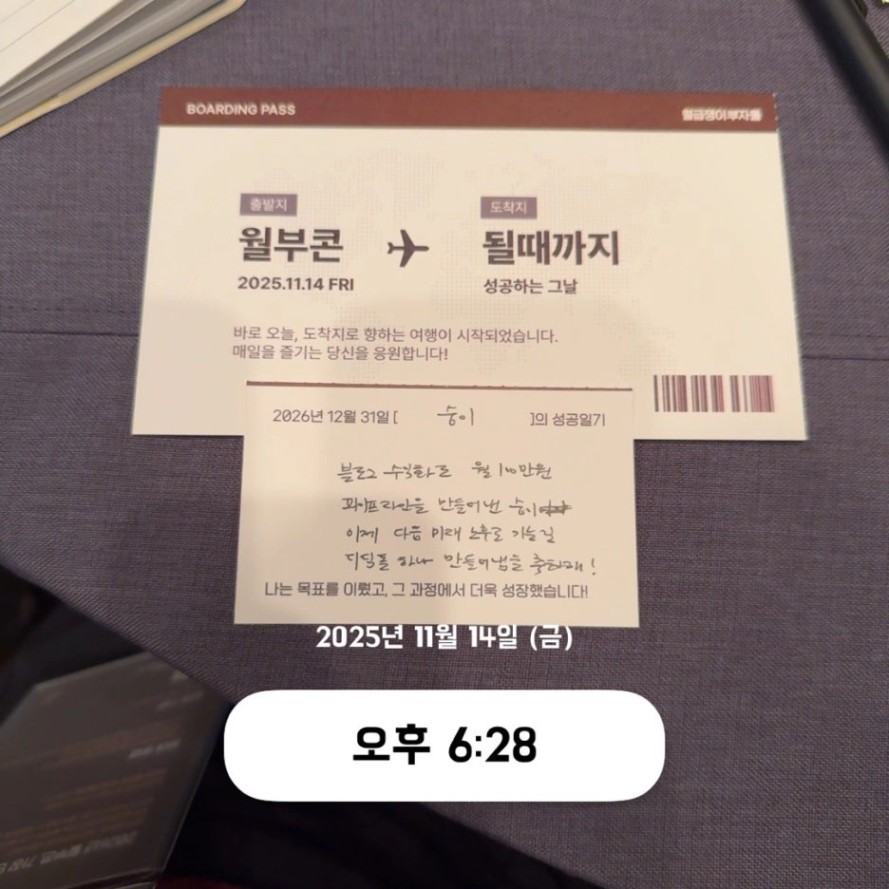 BOARDING PASS
월급쟁이부자들
출발지
월부콘
2025.11.14 FRI
도착지
될때까지
성공하는 그날
바로 오늘, 도착지로 향하는 여행이 시작되었습니다.
매일을 즐기는 당신을 응원합니다!
2026년 12월 31일 [ 숭이 ]의 성공일기
블로그 수익화로 월 10만원
파이프라인을 만들어낸 숭이
이제 다음 미래 노후로 가는길
디딤돌 하나 만들어냄을 축하해!
나는 목표를 이뤘고, 그 과정에서 더욱 성장했습니다!
2025년 11월 14일 (금)
오후 6:28